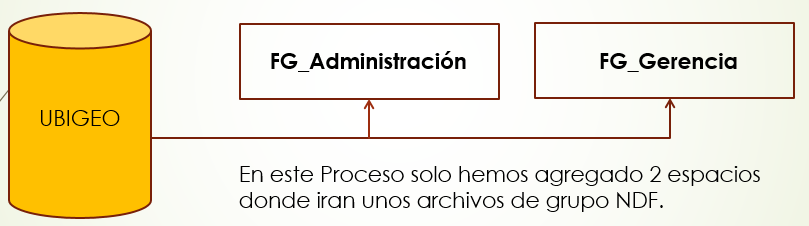 FG_Administración
FG_Gerencia
UBIGEO
En este Proceso solo hemos agregado 2 espacios
donde iran unos archivos de grupo NDF.